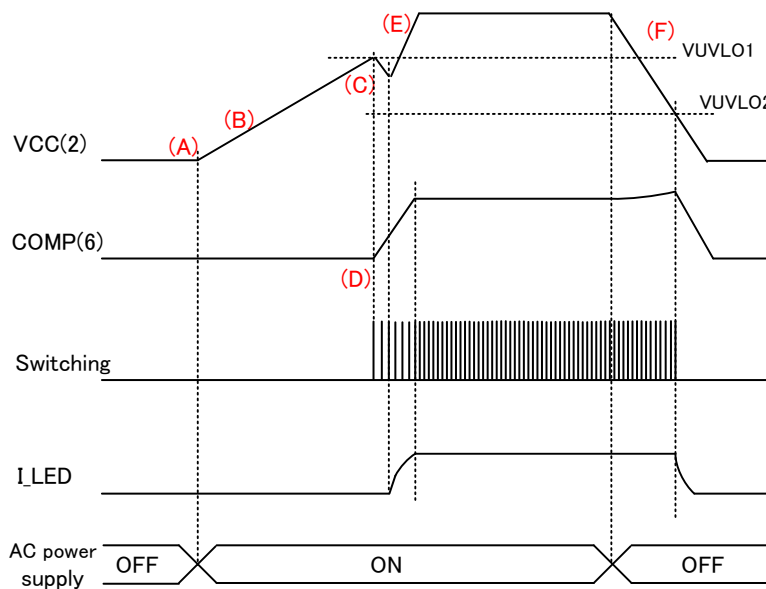 (E)
(F)
VUVLO1
(C)
(B)
VUVLO2
VCC(2)
(A)
COMP(6)
(D)
Switching
I_LED
AC power
supply
OFF
ON
OFF